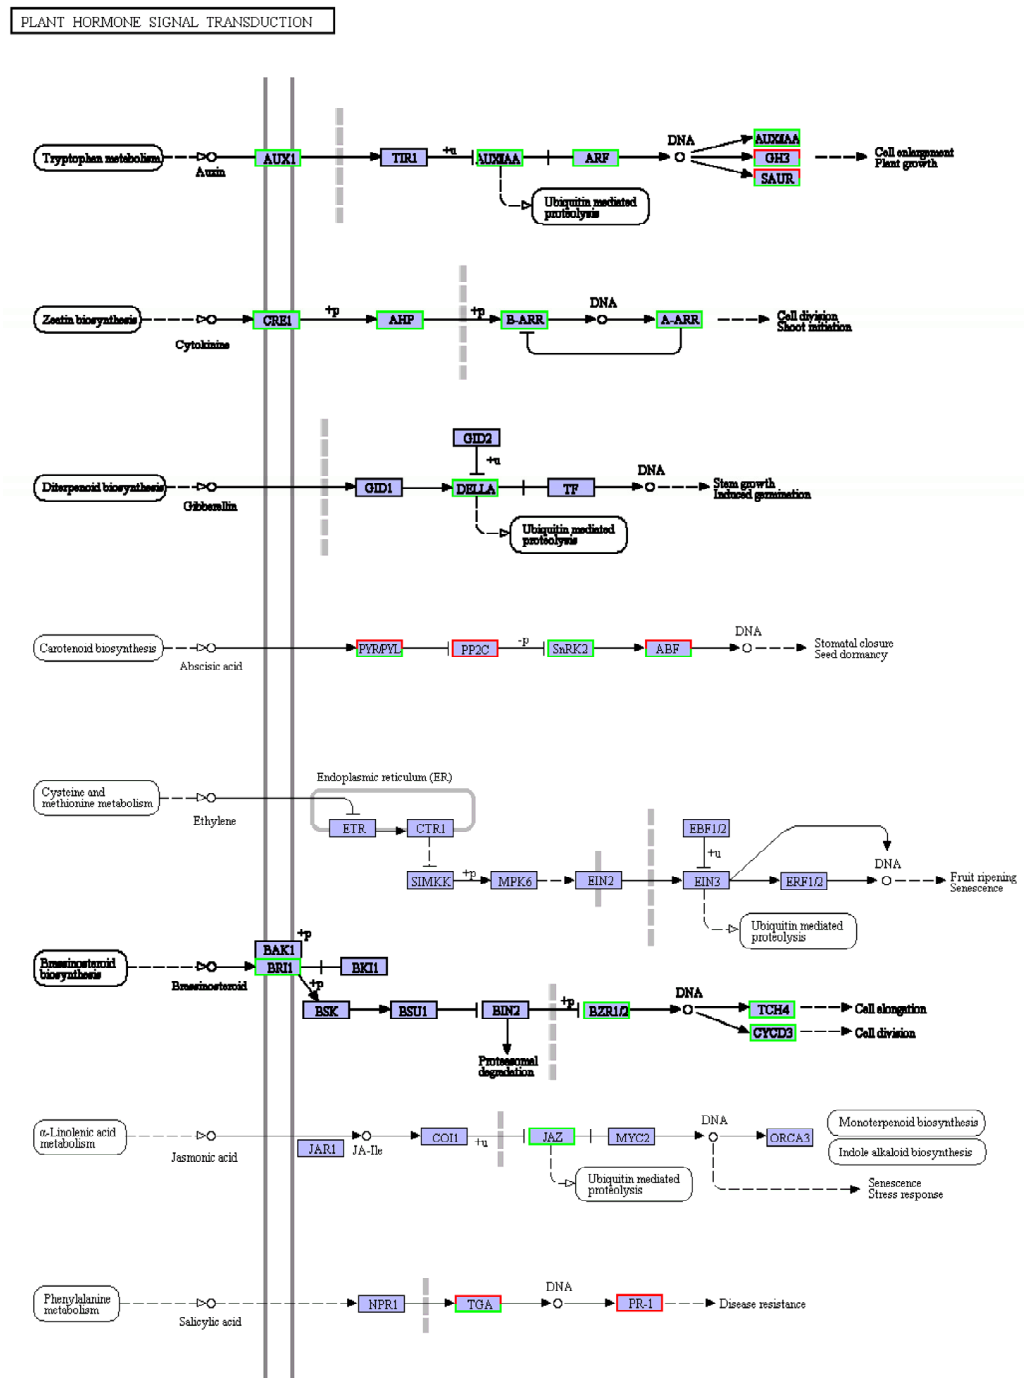 PLANT HORMONE SIGNAL TRANSDUCTION
Tryptophan metabolism
Auxin
AUX1
TIR1
+u
AUX/IAA
ARF
DNA
AUX/IAA
GH3
SAUR
Cell enlargement
Plant growth
Ubiquitin mediated
proteolysis
Zeatin biosynthesis
Cytokinine
CRE1
+p
AHP
+p
B-ARR
DNA
A-ARR
Cell division
Shoot initiation
Diterpenoid biosynthesis
Gibberellin
GID2
+u
GID1
DELLA
TF
DNA
Stem growth
Induced germination
Ubiquitin mediated
proteolysis
Carotenoid biosynthesis
Abscisic acid
PYR/PYL
PP2C
-p
SnRK2
ABF
DNA
Stomatal closure
Seed dormancy
Cysteine and
methionine metabolism
Ethylene
Endoplasmic reticulum (ER)
ETR
CTR1
SIMKK
+p
MPK6
EIN2
EBF1/2
+u
EIN3
ERF1/2
DNA
Fruit ripening
Senescence
Ubiquitin mediated
proteolysis
Brassinosteroid
biosynthesis
Brassinosteroid
BAK1
+p
BRI1
BKI1
+p
BSK
BSU1
BIN2
+p
BZR1/2
DNA
TCH4
Cell elongation
CYCD3
Cell division
Proteasomal
degradation
α-Linolenic acid
metabolism
Jasmonic acid
JAR1
JA-Ile
COI1
+u
JAZ
MYC2
DNA
ORCA3
Monoterpenoid biosynthesis
Indole alkaloid biosynthesis
Ubiquitin mediated
proteolysis
Senescence
Stress response
Phenylalanine
metabolism
Salicylic acid
NPR1
TGA
DNA
PR-1
Disease resistance